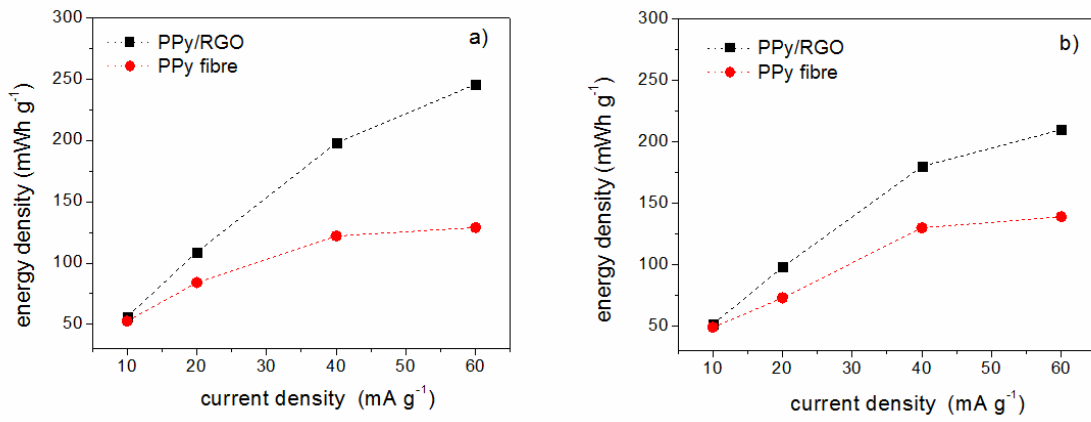 300
250
200
150
100
50
energy density (mWh g⁻¹)
PPy/RGO
PPy fibre
a)
10 20 30 40 50 60
current density (mA g⁻¹)
300
250
200
150
100
50
energy density (mWh g⁻¹)
PPy/RGO
PPy fibre
b)
10 20 30 40 50 60
current density (mA g⁻¹)